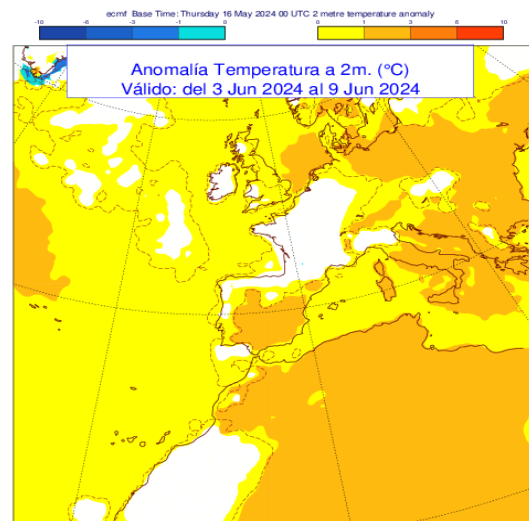 ecmf Base Time: Thursday 16 May 2024 00 UTC 2 metre temperature anomaly
-10 -6 -3 -1 0 0 1 3 6 10
Anomalía Temperatura a 2m. (°C)
Válido: del 3 Jun 2024 al 9 Jun 2024